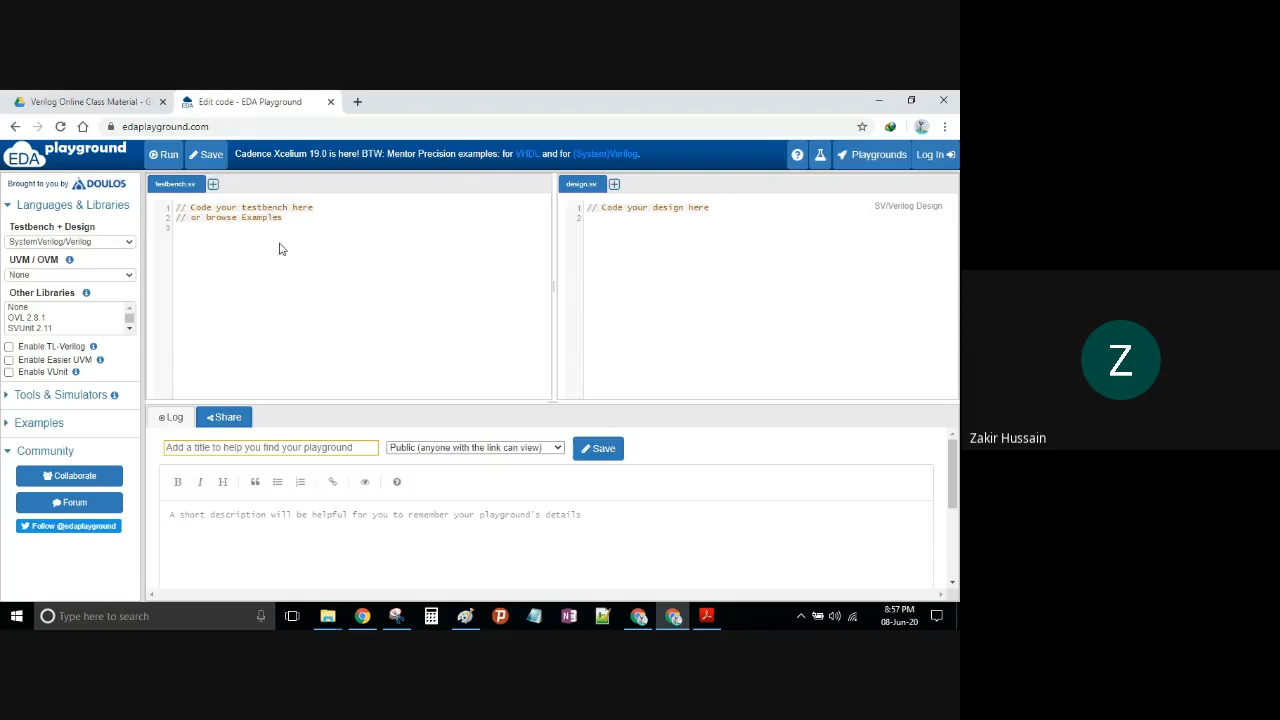 Verilog Online Class Material - G
Edit code - EDA Playground
edaplayground.com
EDA playground
Run
Save
Cadence Xcelium 19.0 is here! BTW: Mentor Precision examples: for VHDL and for (System)Verilog.
Playgrounds
Log In
Brought to you by DOULOS
Languages & Libraries
Testbench + Design
SystemVerilog/Verilog
UVM / OVM
None
Other Libraries
None
OVL 2.8.1
SVUnit 2.11
Enable TL-Verilog
Enable Easier UVM
Enable VUnit
Tools & Simulators
Examples
Community
Collaborate
Forum
Follow @edaplayground
testbench.sv
1 // Code your testbench here
2 // or browse Examples
3
design.sv
1 // Code your design here
2
SV/Verilog Design
Log
Share
Add a title to help you find your playground
Public (anyone with the link can view)
Save
B I H
A short description will be helpful for you to remember your playground's details
Type here to search
8:57 PM
08-Jun-20
Z
Zakir Hussain